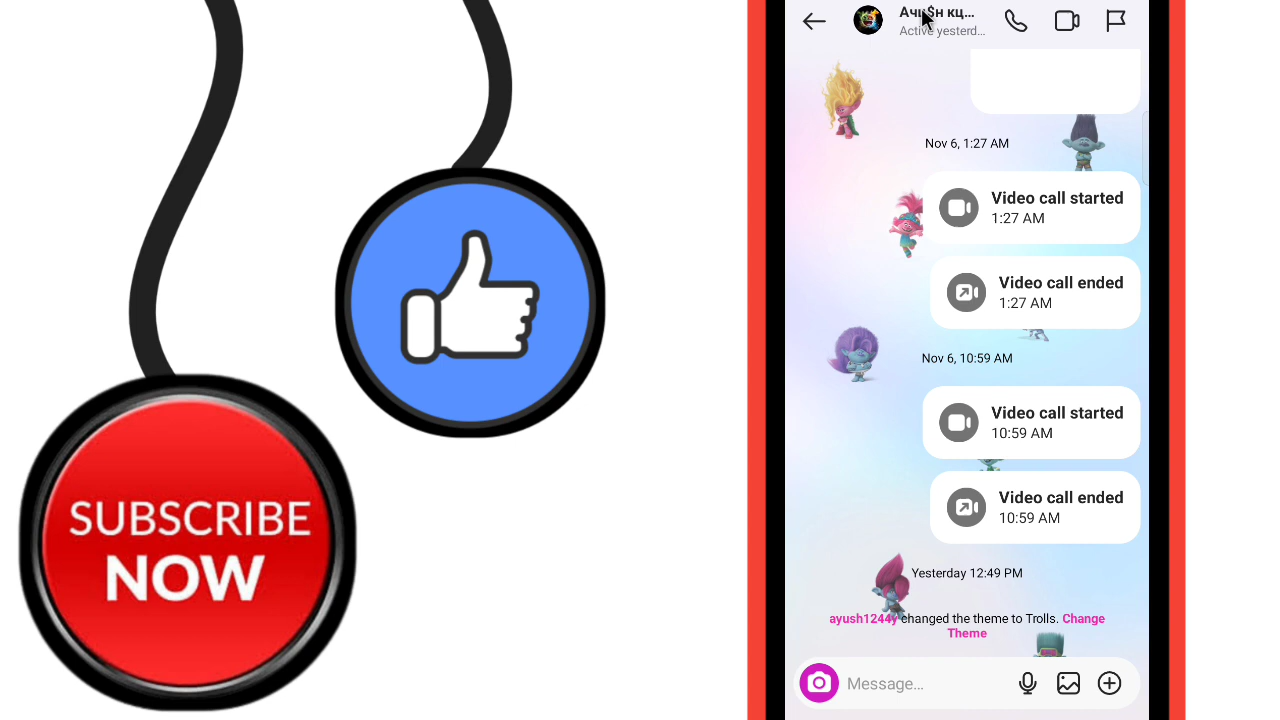 SUBSCRIBE
NOW
Active yesterd...
Nov 6, 1:27 AM
Video call started
1:27 AM
Video call ended
1:27 AM
Nov 6, 10:59 AM
Video call started
10:59 AM
Video call ended
10:59 AM
Yesterday 12:49 PM
ayush1244y changed the theme to Trolls. Change
Theme
Message...